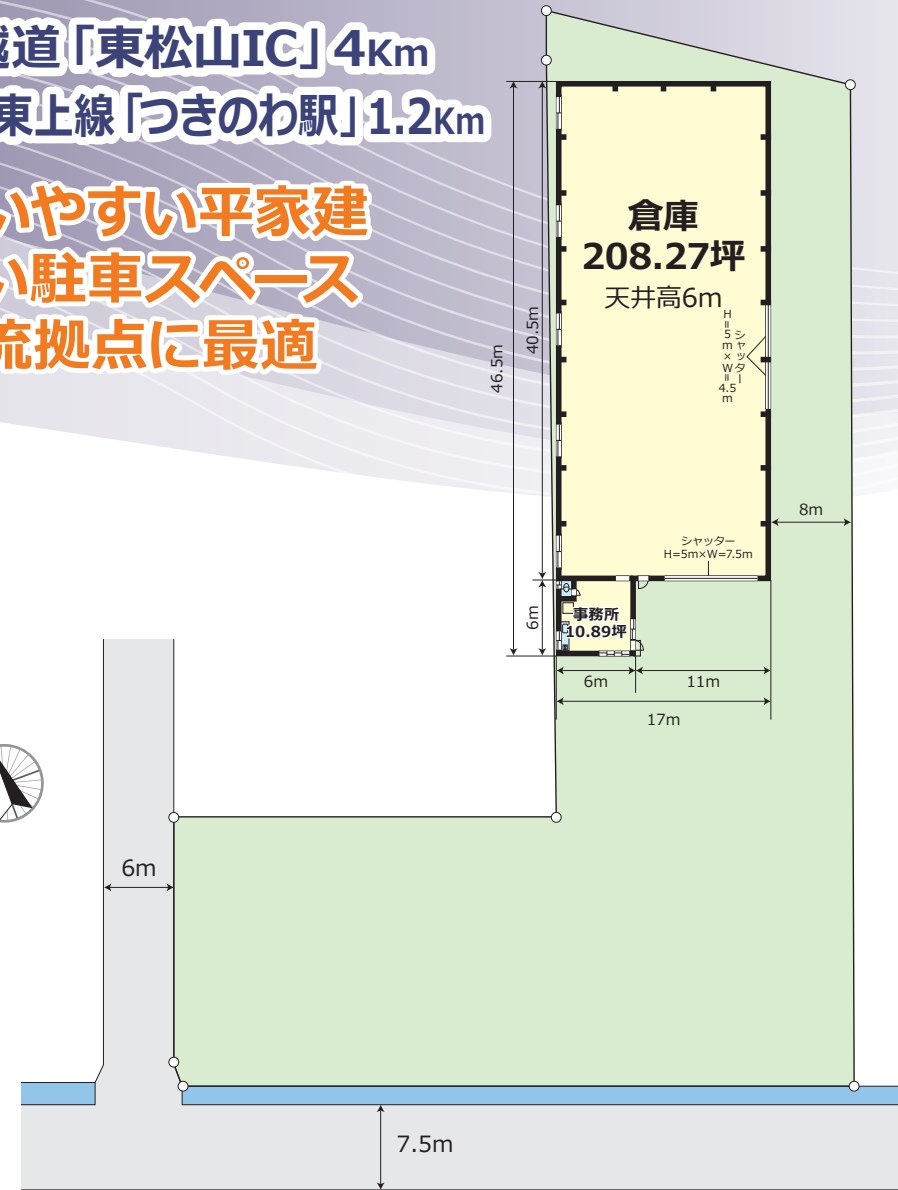 越道「東松山IC」4Km
東上線「つきのわ駅」1.2Km
いやすい平家建
い駐車スペース
流拠点に最適
倉庫
208.27坪
天井高6m
シャッター
H=5m×W=4.5m
40.5m
46.5m
8m
シャッター
H=5m×W=7.5m
6m
事務所
10.89坪
6m
11m
17m
6m
7.5m